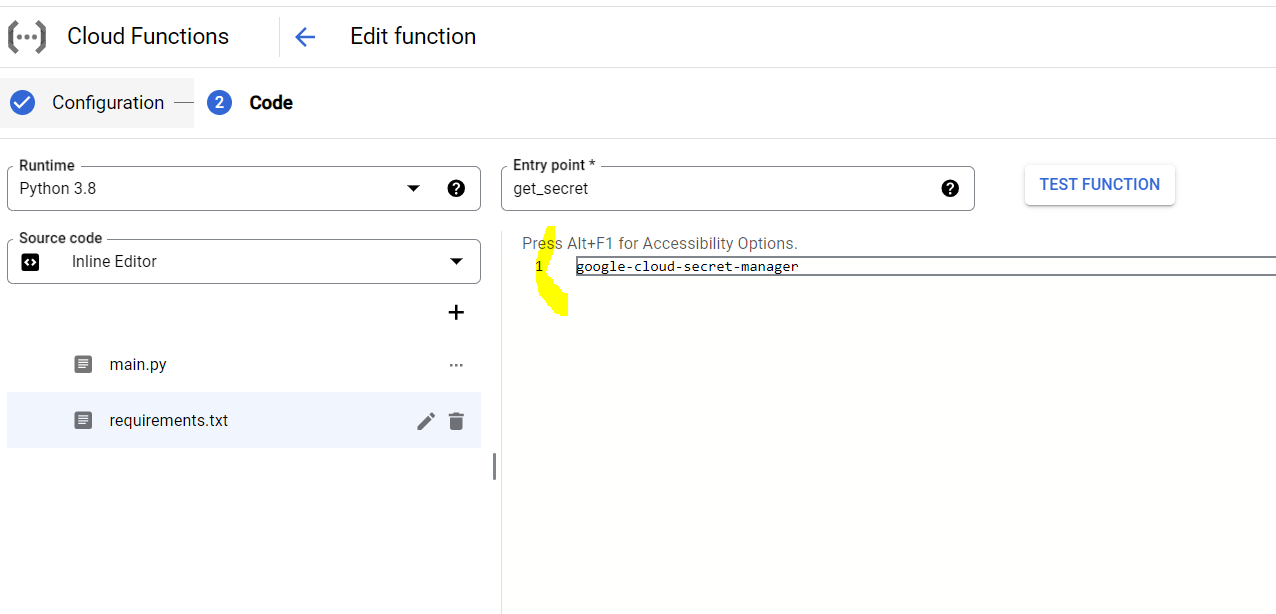 Cloud Functions
Edit function
Configuration
2 Code
Runtime
Python 3.8
Entry point *
get_secret
TEST FUNCTION
Source code
Inline Editor
Press Alt+F1 for Accessibility Options.
1 google-cloud-secret-manager
main.py
requirements.txt